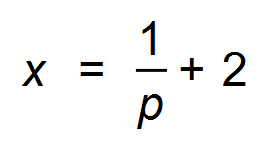 x = 1/p + 2